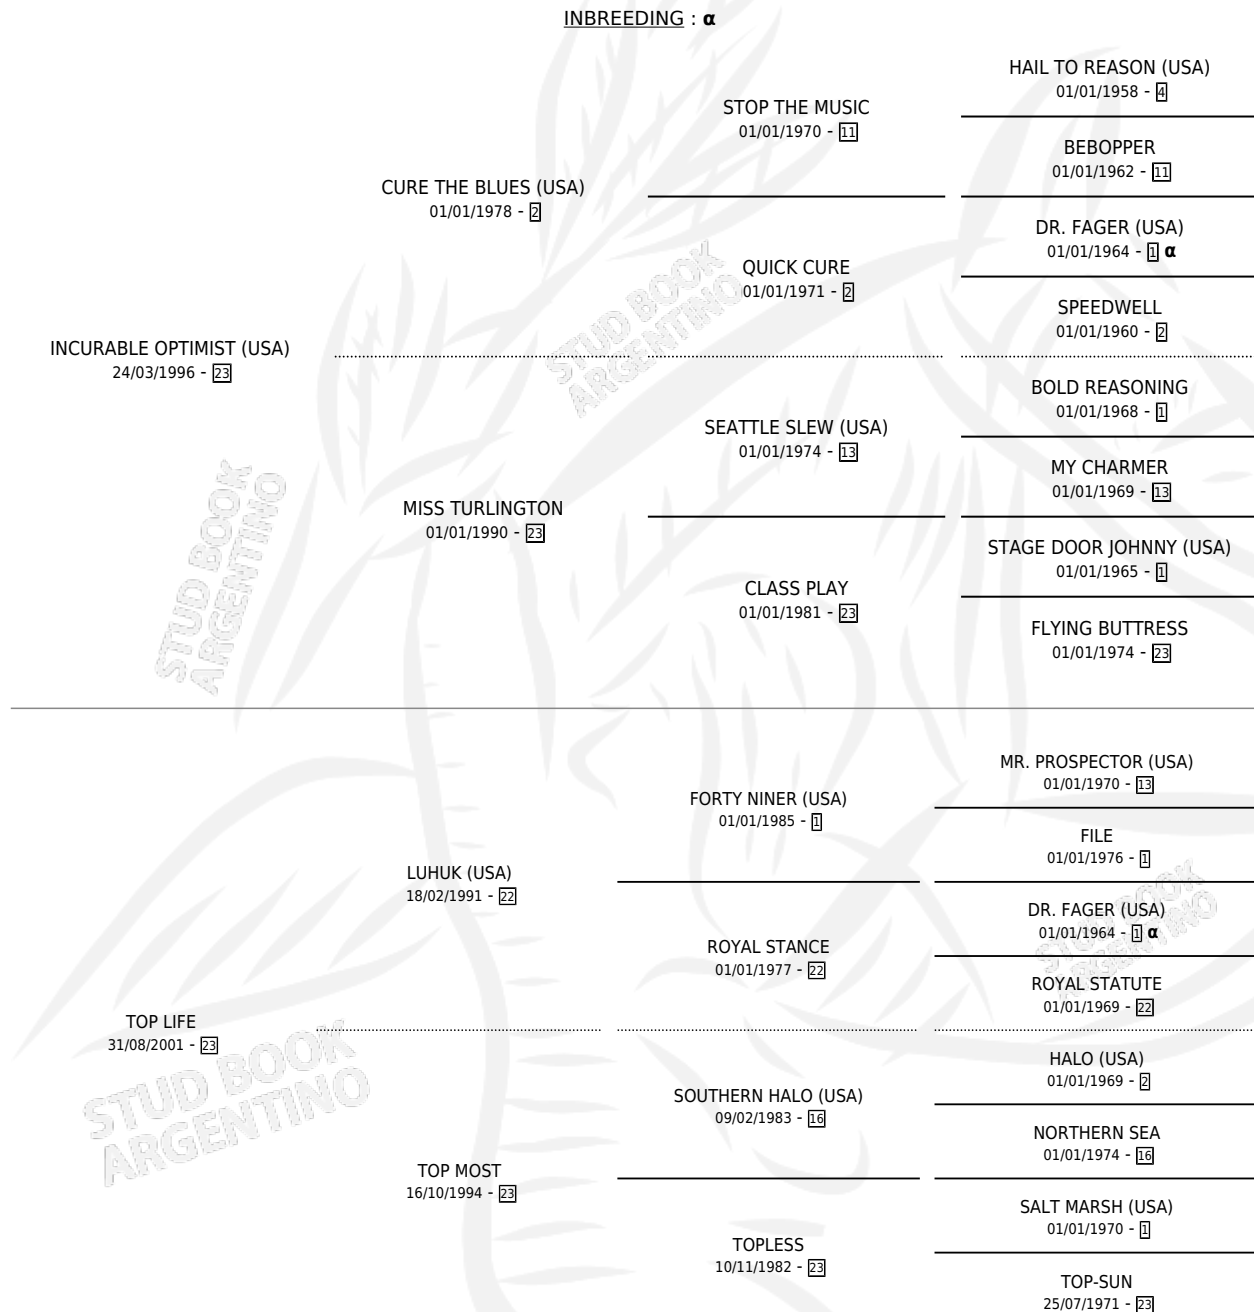 INBREEDING : α
HAIL TO REASON (USA)
01/01/1958 - 4
STOP THE MUSIC
01/01/1970 - 11
BEBOPPER
01/01/1962 - 11
CURE THE BLUES (USA)
01/01/1978 - 2
DR. FAGER (USA)
01/01/1964 - 1 α
QUICK CURE
01/01/1971 - 2
SPEEDWELL
01/01/1960 - 2
INCURABLE OPTIMIST (USA)
24/03/1996 - 23
BOLD REASONING
01/01/1968 - 1
SEATTLE SLEW (USA)
01/01/1974 - 13
MY CHARMER
01/01/1969 - 13
MISS TURLINGTON
01/01/1990 - 23
STAGE DOOR JOHNNY (USA)
01/01/1965 - 1
CLASS PLAY
01/01/1981 - 23
FLYING BUTTRESS
01/01/1974 - 23
MR. PROSPECTOR (USA)
01/01/1970 - 13
FORTY NINER (USA)
01/01/1985 - 1
FILE
01/01/1976 - 1
LUHUK (USA)
18/02/1991 - 22
DR. FAGER (USA)
01/01/1964 - 1 α
ROYAL STANCE
01/01/1977 - 22
ROYAL STATUTE
01/01/1969 - 22
TOP LIFE
31/08/2001 - 23
HALO (USA)
01/01/1969 - 2
SOUTHERN HALO (USA)
09/02/1983 - 16
NORTHERN SEA
01/01/1974 - 16
TOP MOST
16/10/1994 - 23
SALT MARSH (USA)
01/01/1970 - 1
TOPLESS
10/11/1982 - 23
TOP-SUN
25/07/1971 - 23
STUD BOOK
ARGENTINO
STUD BOOK
ARGENTINO
STUD BOOK
ARGENTINO
STUD BOOK
ARGENTINO